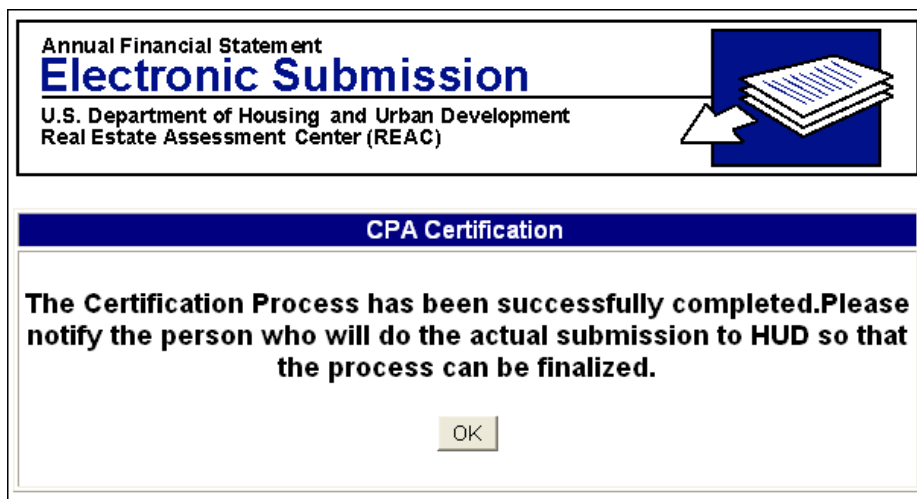 Annual Financial Statement
Electronic Submission
U.S. Department of Housing and Urban Development
Real Estate Assessment Center (REAC)
CPA Certification
The Certification Process has been successfully completed.Please
notify the person who will do the actual submission to HUD so that
the process can be finalized.
OK